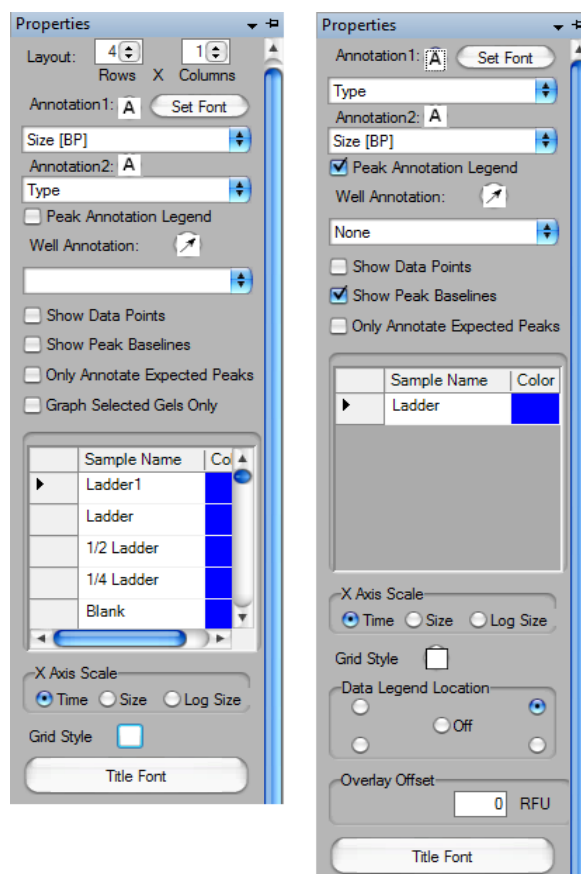 Properties
Layout: 4 1
Rows X Columns
Annotation1: A Set Font
Size [BP]
Annotation2: A
Type
Peak Annotation Legend
Well Annotation:
Show Data Points
Show Peak Baselines
Only Annotate Expected Peaks
Graph Selected Gels Only
Sample Name Co
Ladder1
Ladder
1/2 Ladder
1/4 Ladder
Blank
X Axis Scale
Time Size Log Size
Grid Style
Title Font
Properties
Annotation1: A Set Font
Type
Annotation2: A
Size [BP]
Peak Annotation Legend
Well Annotation:
None
Show Data Points
Show Peak Baselines
Only Annotate Expected Peaks
Sample Name Color
Ladder
X Axis Scale
Time Size Log Size
Grid Style
Data Legend Location
Off
Overlay Offset
0 RFU
Title Font